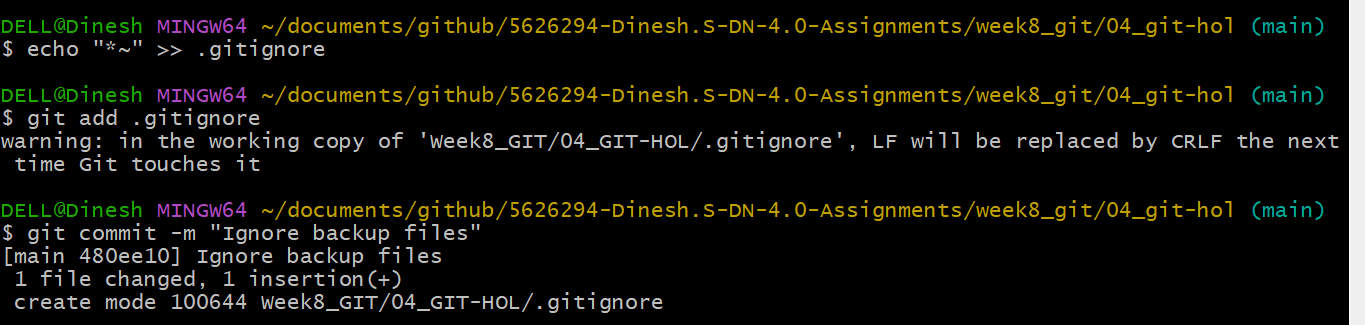 DELL@Dinesh MINGW64 ~/documents/github/5626294-Dinesh.S-DN-4.0-Assignments/week8_git/04_git-hol (main)
$ echo "*~" >> .gitignore
DELL@Dinesh MINGW64 ~/documents/github/5626294-Dinesh.S-DN-4.0-Assignments/week8_git/04_git-hol (main)
$ git add .gitignore
warning: in the working copy of 'Week8_GIT/04_GIT-HOL/.gitignore', LF will be replaced by CRLF the next
 time Git touches it
DELL@Dinesh MINGW64 ~/documents/github/5626294-Dinesh.S-DN-4.0-Assignments/week8_git/04_git-hol (main)
$ git commit -m "Ignore backup files"
[main 480ee10] Ignore backup files
 1 file changed, 1 insertion(+)
 create mode 100644 Week8_GIT/04_GIT-HOL/.gitignore